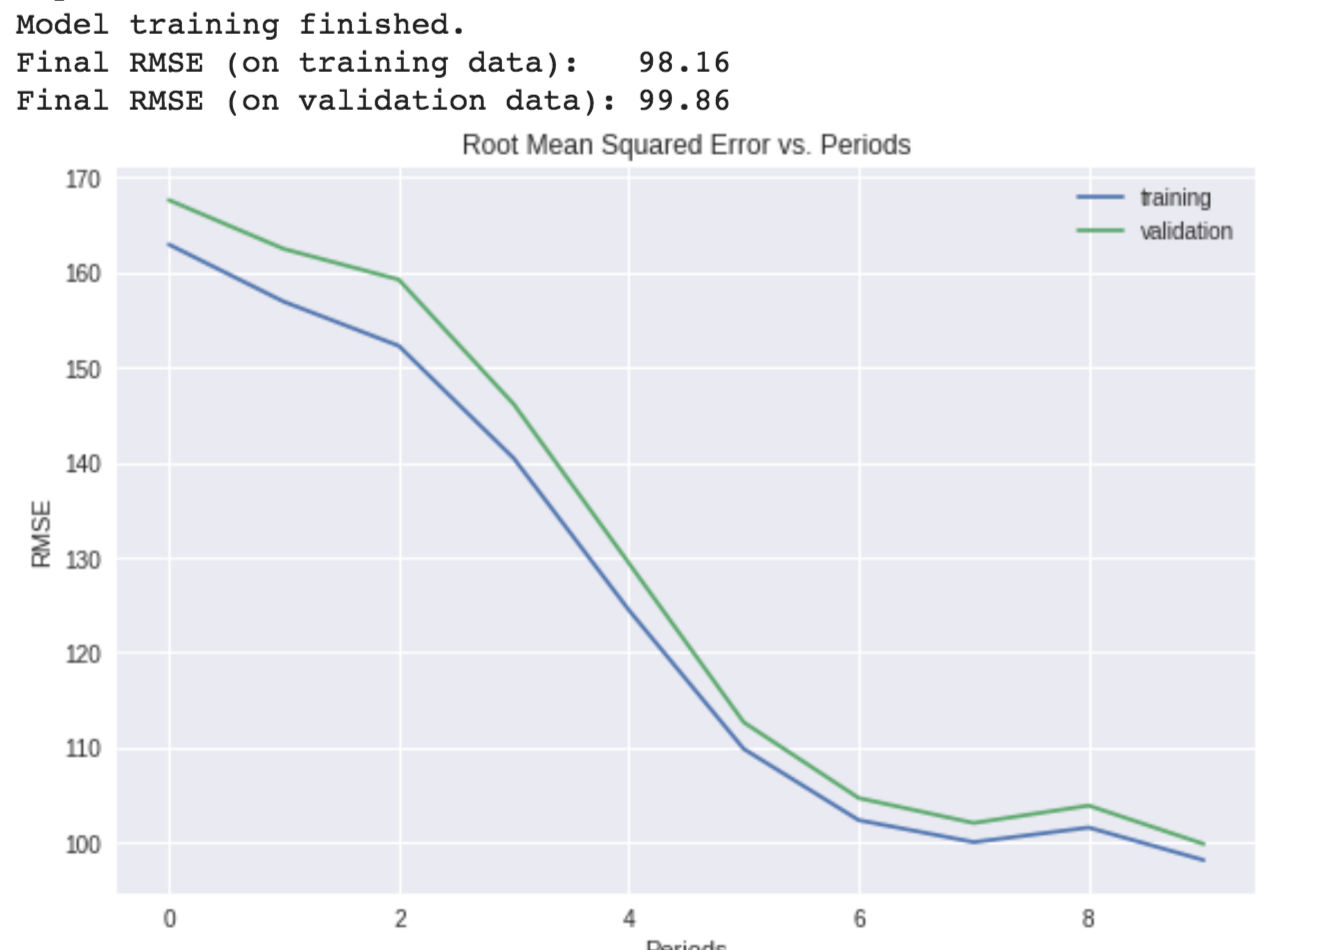 Model training finished.
Final RMSE (on training data): 98.16
Final RMSE (on validation data): 99.86
Root Mean Squared Error vs. Periods
170
160
150
140
130
120
110
100
RMSE
training
validation
0 2 4 6 8
Periods